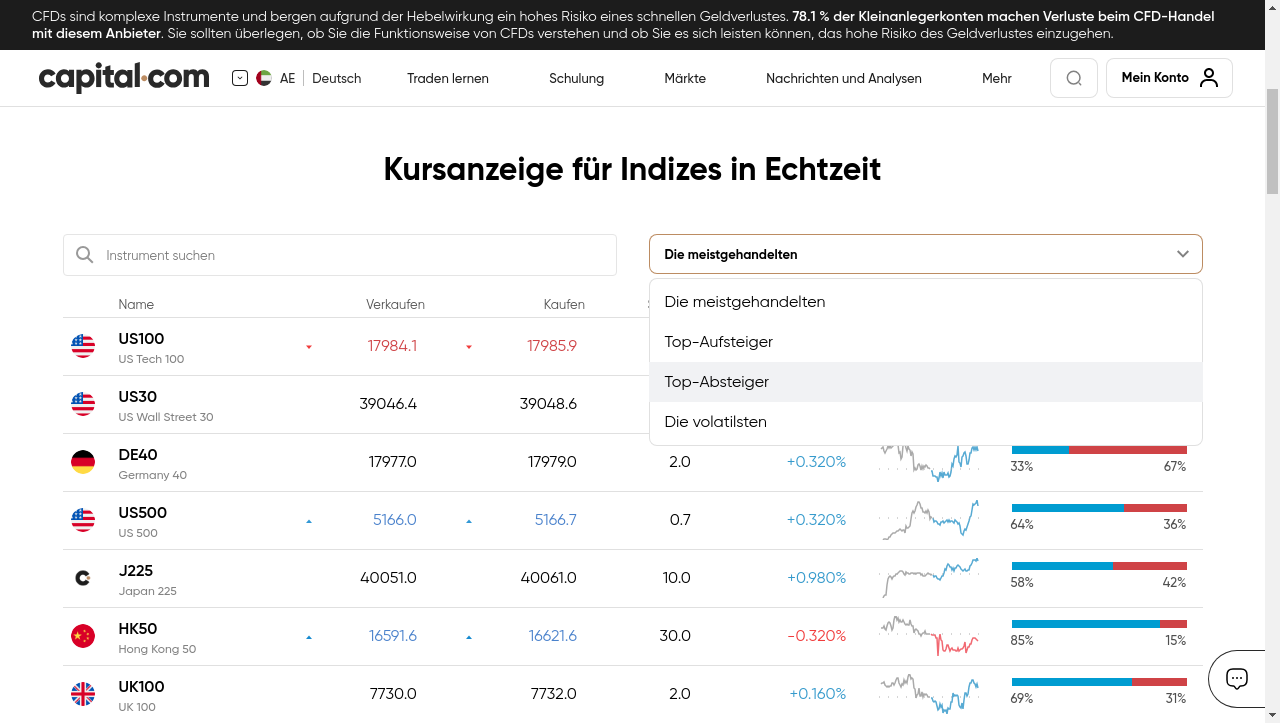 CFDs sind komplexe Instrumente und bergen aufgrund der Hebelwirkung ein hohes Risiko eines schnellen Geldverlustes. 78.1 % der Kleinanlegerkonten machen Verluste beim CFD-Handel
mit diesem Anbieter. Sie sollten überlegen, ob Sie die Funktionsweise von CFDs verstehen und ob Sie es sich leisten können, das hohe Risiko des Geldverlustes einzugehen.
capital.com AE Deutsch Traden lernen Schulung Märkte Nachrichten und Analysen Mehr Mein Konto
Kursanzeige für Indizes in Echtzeit
Instrument suchen
Die meistgehandelten
Die meistgehandelten
Top-Aufsteiger
Top-Absteiger
Die volatilsten
Name Verkaufen Kaufen
US100 17984.1 17985.9
US Tech 100
US30 39046.4 39048.6
US Wall Street 30
DE40 17977.0 17979.0 2.0 +0.320% 33% 67%
Germany 40
US500 5166.0 5166.7 0.7 +0.320% 64% 36%
US 500
J225 40051.0 40061.0 10.0 +0.980% 58% 42%
Japan 225
HK50 16591.6 16621.6 30.0 -0.320% 85% 15%
Hong Kong 50
UK100 7730.0 7732.0 2.0 +0.160% 69% 31%
UK 100